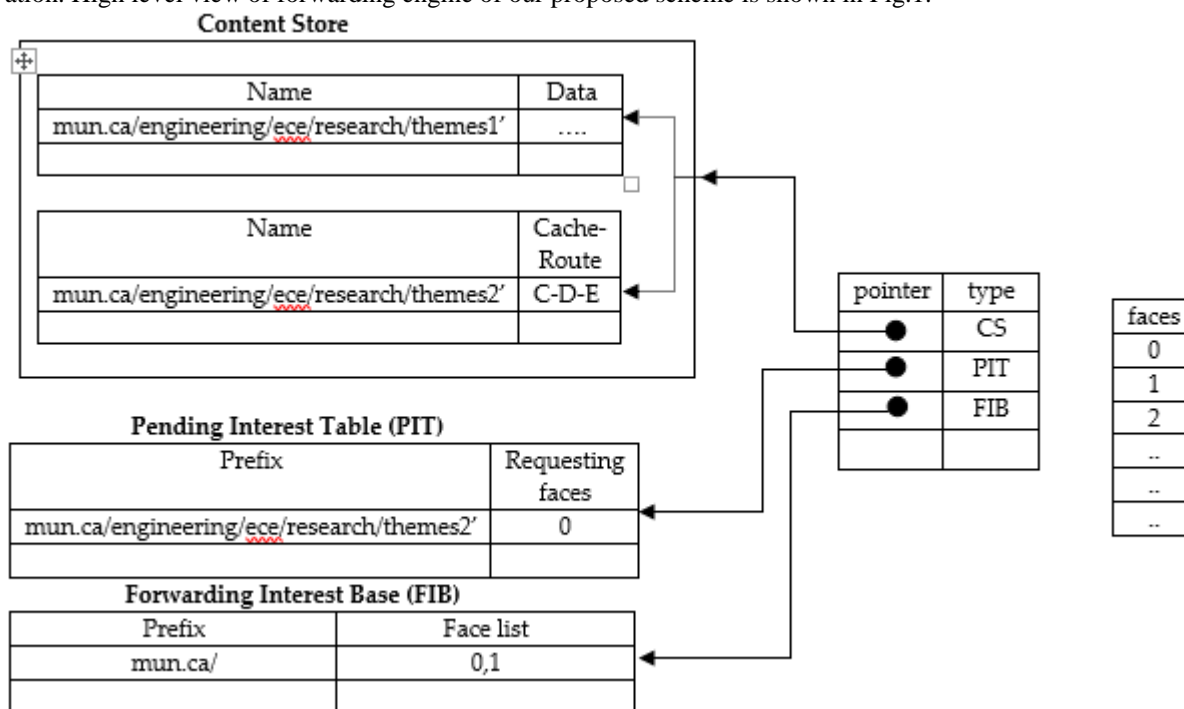 ation. High level view of forwarding engine of our proposed scheme is shown in Fig.1.
Content Store
Name Data
mun.ca/engineering/ece/research/themes1′ ....
Name Cache-
Route
mun.ca/engineering/ece/research/themes2′ C-D-E
pointer type
CS
PIT
FIB
faces
0
1
2
..
..
..
Pending Interest Table (PIT)
Prefix Requesting
faces
mun.ca/engineering/ece/research/themes2′ 0
Forwarding Interest Base (FIB)
Prefix Face list
mun.ca/ 0,1